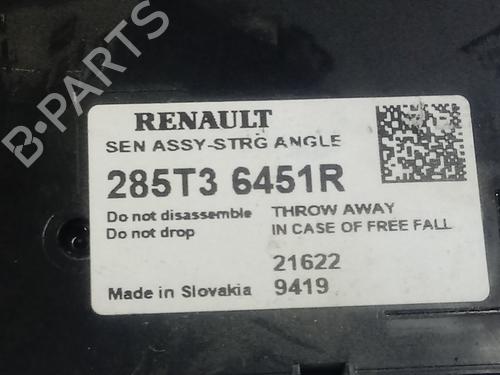 B-PARTS
RENAULT
SEN ASSY-STRG ANGLE
285T3 6451R
Do not disassemble THROW AWAY
Do not drop IN CASE OF FREE FALL
21622
Made in Slovakia 9419